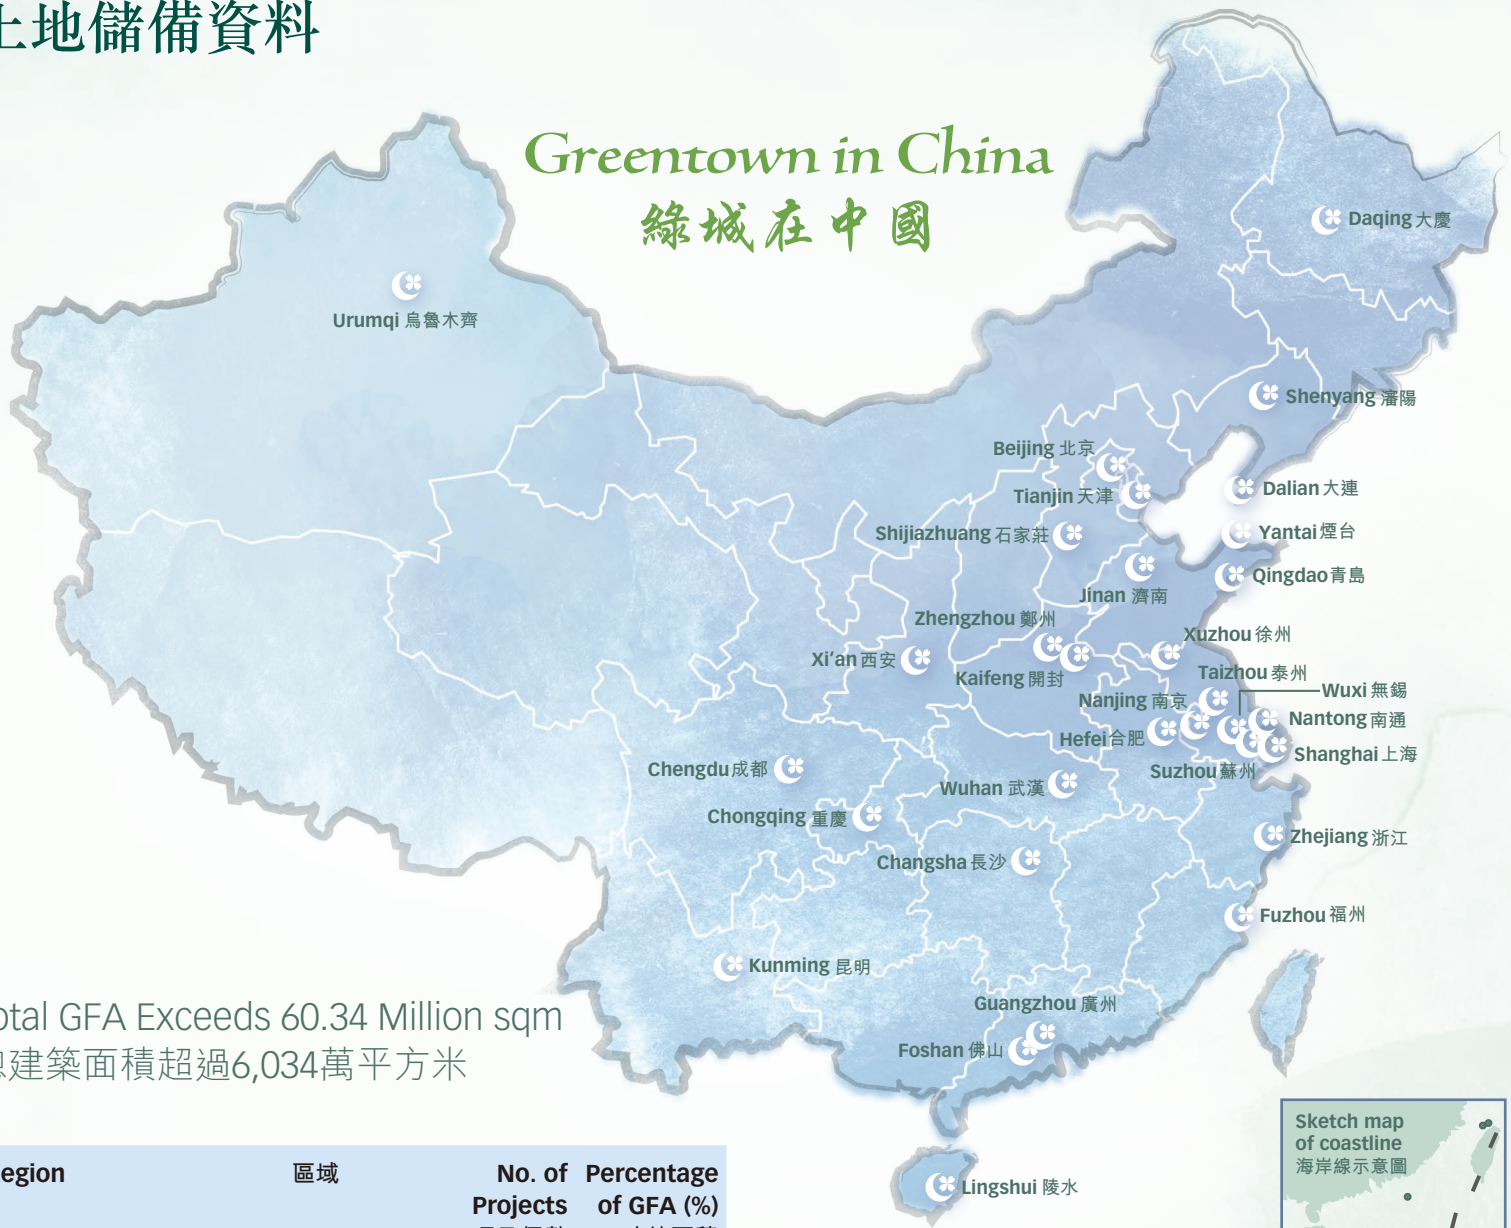 土地儲備資料
Greentown in China
綠城在中國
Daqing 大慶
Urumqi 烏魯木齊
Shenyang 瀋陽
Beijing 北京
Tianjin 天津
Dalian 大連
Shijiazhuang 石家莊
Yantai 煙台
Qingdao 青島
Jinan 濟南
Zhengzhou 鄭州
Xuzhou 徐州
Xi'an 西安
Kaifeng 開封
Taizhou 泰州
Wuxi 無錫
Nanjing 南京
Nantong 南通
Hefei 合肥
Shanghai 上海
Suzhou 蘇州
Chengdu 成都
Wuhan 武漢
Chongqing 重慶
Zhejiang 浙江
Changsha 長沙
Fuzhou 福州
Kunming 昆明
Guangzhou 廣州
Foshan 佛山
Lingshui 陵水
otal GFA Exceeds 60.34 Million sqm
總建築面積超過6,034萬平方米
Sketch map
of coastline
海岸線示意圖
egion 區域 No. of Percentage
Projects of GFA (%)